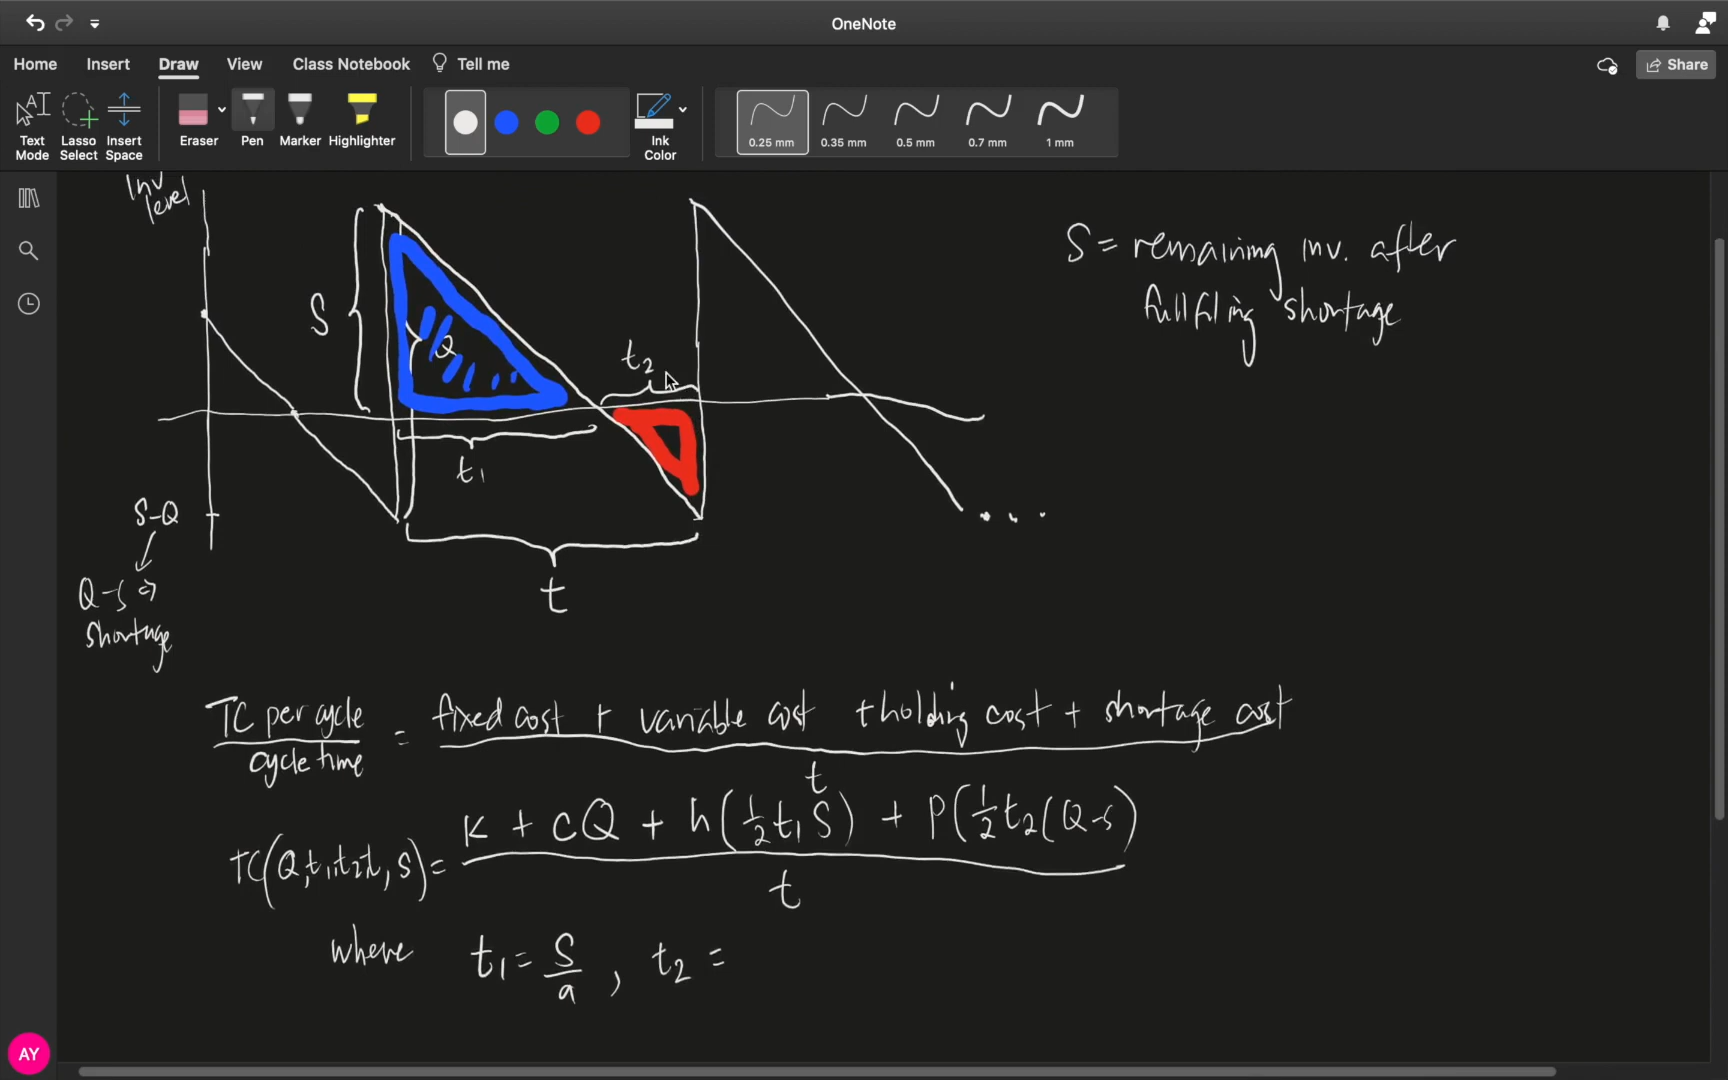 OneNote
Home Insert Draw View Class Notebook Tell me
Share
Text Mode
Lasso Select
Insert Space
Eraser
Pen
Marker
Highlighter
Ink Color
0.25 mm
0.35 mm
0.5 mm
0.7 mm
1 mm
Inv level
S
Q
t₂
t₁
t
S-Q
Q-S ⇒
shortage
S = remaining inv. after
fullfiling shortage
. . .
TC per cycle
cycle time
=
fixed cost + variable cost + holding cost + shortage cost
t
TC(Q,t₁,t₂,t,S) =
K + cQ + h(½t₁S) + P(½t₂(Q-S)
t
where t₁ = S/a , t₂ =
AY